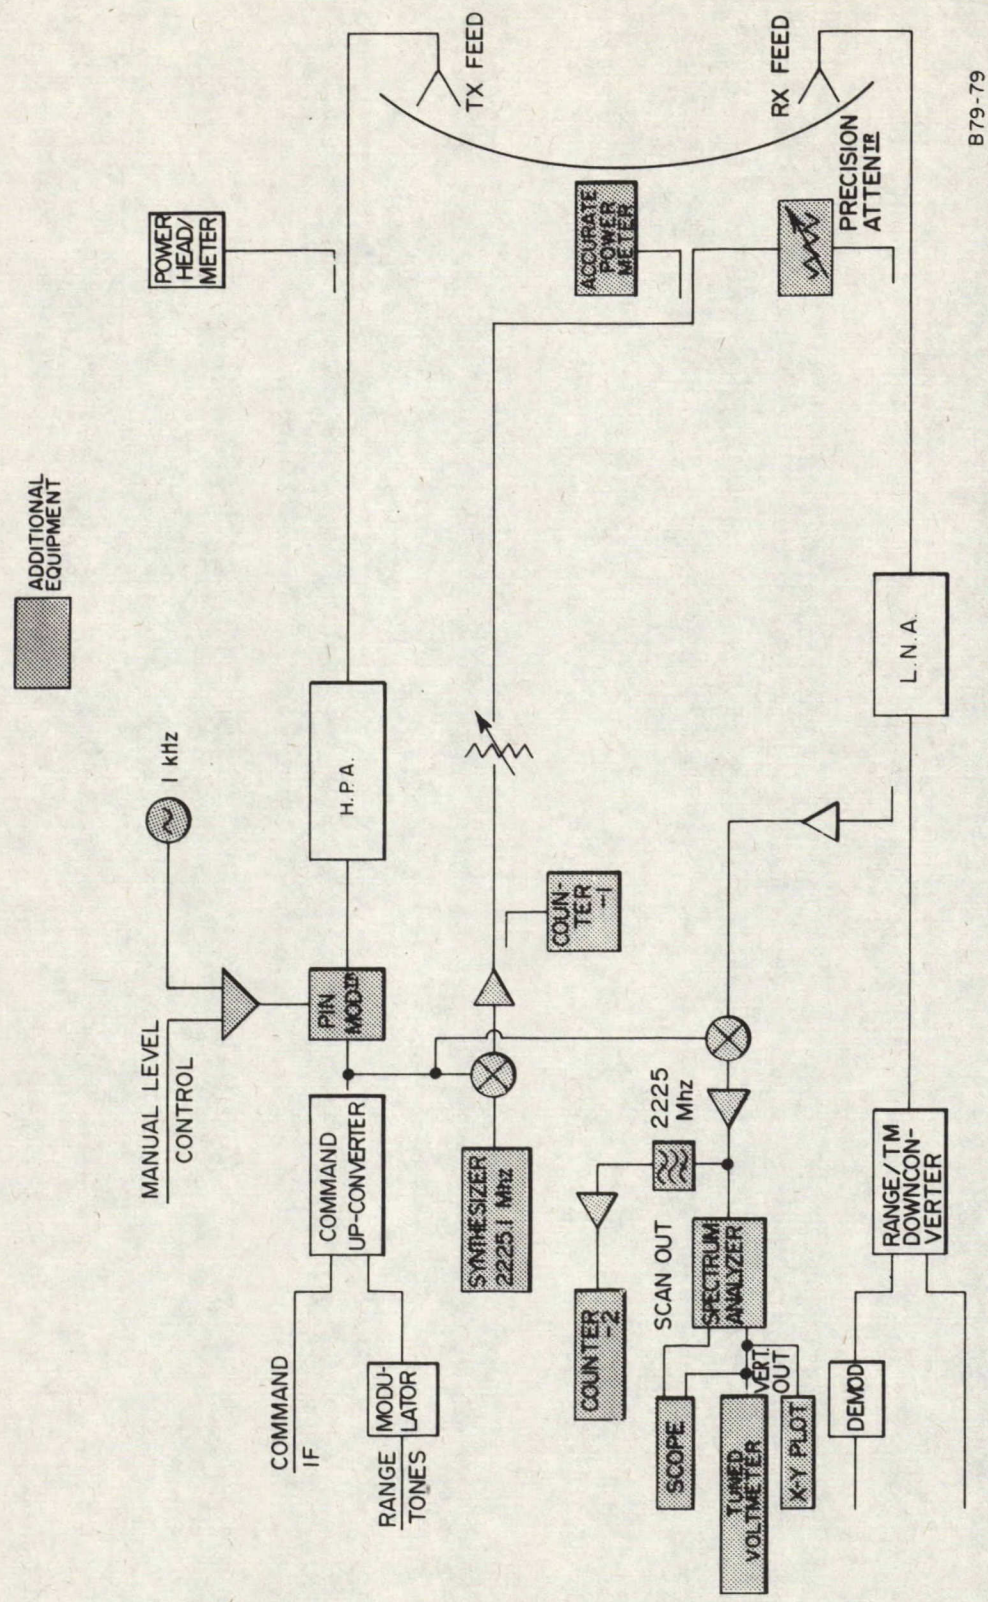 ADDITIONAL
EQUIPMENT
MANUAL LEVEL
CONTROL
1 kHz
POWER
HEAD/
METER
COMMAND
IF
RANGE
TONES
MODU-
LATOR
COMMAND
UP-CONVERTER
PIN
MODTR
H.P.A.
TX FEED
SYNTHESIZER
2225.1 Mhz
COUN-
TER
-1
ACCURATE
POWER
METER
COUNTER
-2
2225
Mhz
SCAN OUT
SPECTRUM
ANALYZER
SCOPE
TUNED
VOLTMETER
VERT.
OUT
X-Y PLOT
PRECISION
ATTENTR
RX FEED
DEMOD
RANGE/TM
DOWNCON-
VERTER
L.N.A.
B79-79